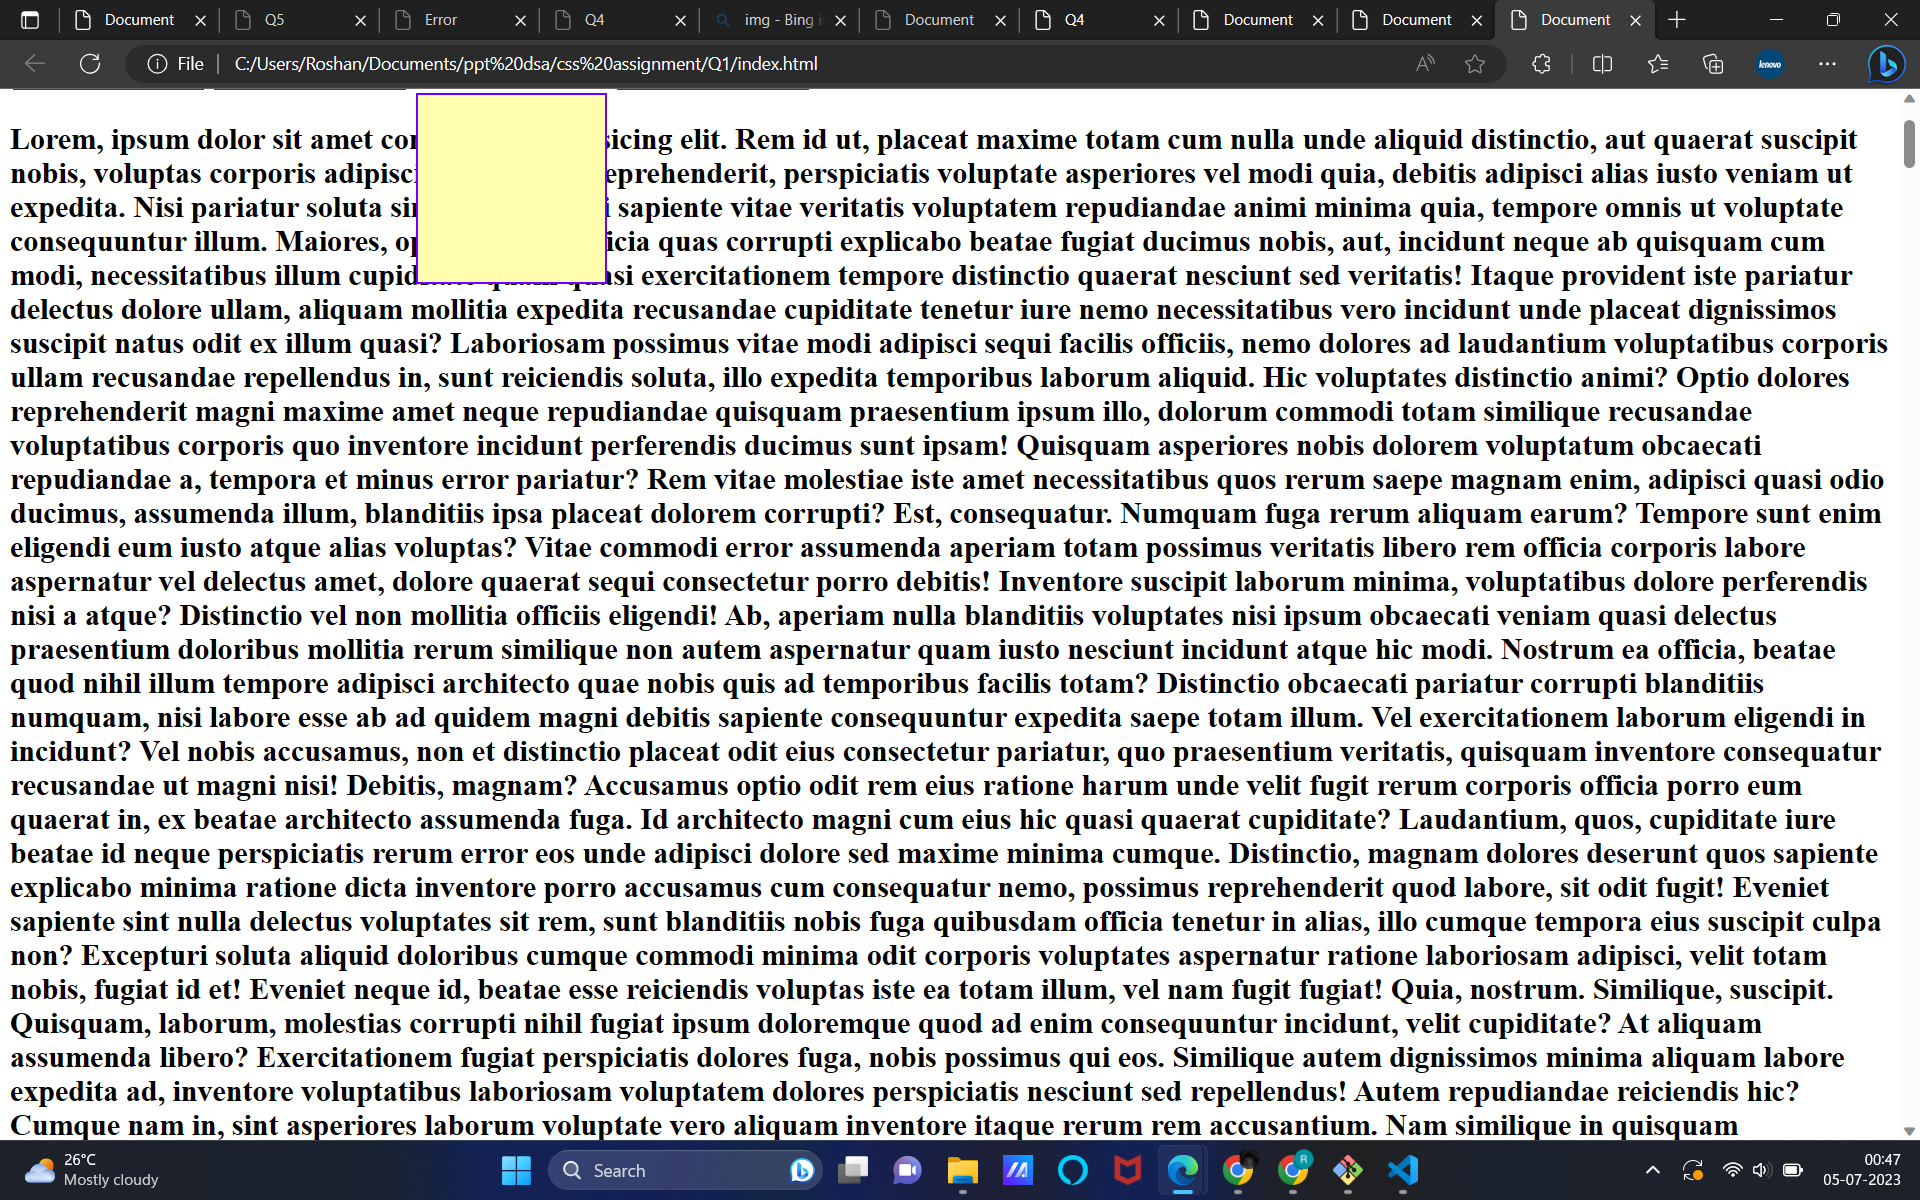 Document
Q5
Error
Q4
img - Bing i
Document
Q4
Document
Document
Document
File
C:/Users/Roshan/Documents/ppt%20dsa/css%20assignment/Q1/index.html
lenovo
Lorem, ipsum dolor sit amet con sicing elit. Rem id ut, placeat maxime totam cum nulla unde aliquid distinctio, aut quaerat suscipit
nobis, voluptas corporis adipisci eprehenderit, perspiciatis voluptate asperiores vel modi quia, debitis adipisci alias iusto veniam ut
expedita. Nisi pariatur soluta sin i sapiente vitae veritatis voluptatem repudiandae animi minima quia, tempore omnis ut voluptate
consequuntur illum. Maiores, op icia quas corrupti explicabo beatae fugiat ducimus nobis, aut, incidunt neque ab quisquam cum
modi, necessitatibus illum cupid si exercitationem tempore distinctio quaerat nesciunt sed veritatis! Itaque provident iste pariatur
delectus dolore ullam, aliquam mollitia expedita recusandae cupiditate tenetur iure nemo necessitatibus vero incidunt unde placeat dignissimos
suscipit natus odit ex illum quasi? Laboriosam possimus vitae modi adipisci sequi facilis officiis, nemo dolores ad laudantium voluptatibus corporis
ullam recusandae repellendus in, sunt reiciendis soluta, illo expedita temporibus laborum aliquid. Hic voluptates distinctio animi? Optio dolores
reprehenderit magni maxime amet neque repudiandae quisquam praesentium ipsum illo, dolorum commodi totam similique recusandae
voluptatibus corporis quo inventore incidunt perferendis ducimus sunt ipsam! Quisquam asperiores nobis dolorem voluptatum obcaecati
repudiandae a, tempora et minus error pariatur? Rem vitae molestiae iste amet necessitatibus quos rerum saepe magnam enim, adipisci quasi odio
ducimus, assumenda illum, blanditiis ipsa placeat dolorem corrupti? Est, consequatur. Numquam fuga rerum aliquam earum? Tempore sunt enim
eligendi eum iusto atque alias voluptas? Vitae commodi error assumenda aperiam totam possimus veritatis libero rem officia corporis labore
aspernatur vel delectus amet, dolore quaerat sequi consectetur porro debitis! Inventore suscipit laborum minima, voluptatibus dolore perferendis
nisi a atque? Distinctio vel non mollitia officiis eligendi! Ab, aperiam nulla blanditiis voluptates nisi ipsum obcaecati veniam quasi delectus
praesentium doloribus mollitia rerum similique non autem aspernatur quam iusto nesciunt incidunt atque hic modi. Nostrum ea officia, beatae
quod nihil illum tempore adipisci architecto quae nobis quis ad temporibus facilis totam? Distinctio obcaecati pariatur corrupti blanditiis
numquam, nisi labore esse ab ad quidem magni debitis sapiente consequuntur expedita saepe totam illum. Vel exercitationem laborum eligendi in
incidunt? Vel nobis accusamus, non et distinctio placeat odit eius consectetur pariatur, quo praesentium veritatis, quisquam inventore consequatur
recusandae ut magni nisi! Debitis, magnam? Accusamus optio odit rem eius ratione harum unde velit fugit rerum corporis officia porro eum
quaerat in, ex beatae architecto assumenda fuga. Id architecto magni cum eius hic quasi quaerat cupiditate? Laudantium, quos, cupiditate iure
beatae id neque perspiciatis rerum error eos unde adipisci dolore sed maxime minima cumque. Distinctio, magnam dolores deserunt quos sapiente
explicabo minima ratione dicta inventore porro accusamus cum consequatur nemo, possimus reprehenderit quod labore, sit odit fugit! Eveniet
sapiente sint nulla delectus voluptates sit rem, sunt blanditiis nobis fuga quibusdam officia tenetur in alias, illo cumque tempora eius suscipit culpa
non? Excepturi soluta aliquid doloribus cumque commodi minima odit corporis voluptates aspernatur ratione laboriosam adipisci, velit totam
nobis, fugiat id et! Eveniet neque id, beatae esse reiciendis voluptas iste ea totam illum, vel nam fugit fugiat! Quia, nostrum. Similique, suscipit.
Quisquam, laborum, molestias corrupti nihil fugiat ipsum doloremque quod ad enim consequuntur incidunt, velit cupiditate? At aliquam
assumenda libero? Exercitationem fugiat perspiciatis dolores fuga, nobis possimus qui eos. Similique autem dignissimos minima aliquam labore
expedita ad, inventore voluptatibus laboriosam voluptatem dolores perspiciatis nesciunt sed repellendus! Autem repudiandae reiciendis hic?
Cumque nam in, sint asperiores laborum voluptate vero aliquam inventore itaque rerum rem accusantium. Nam similique in quisquam
26°C
Mostly cloudy
Search
R
00:47
05-07-2023